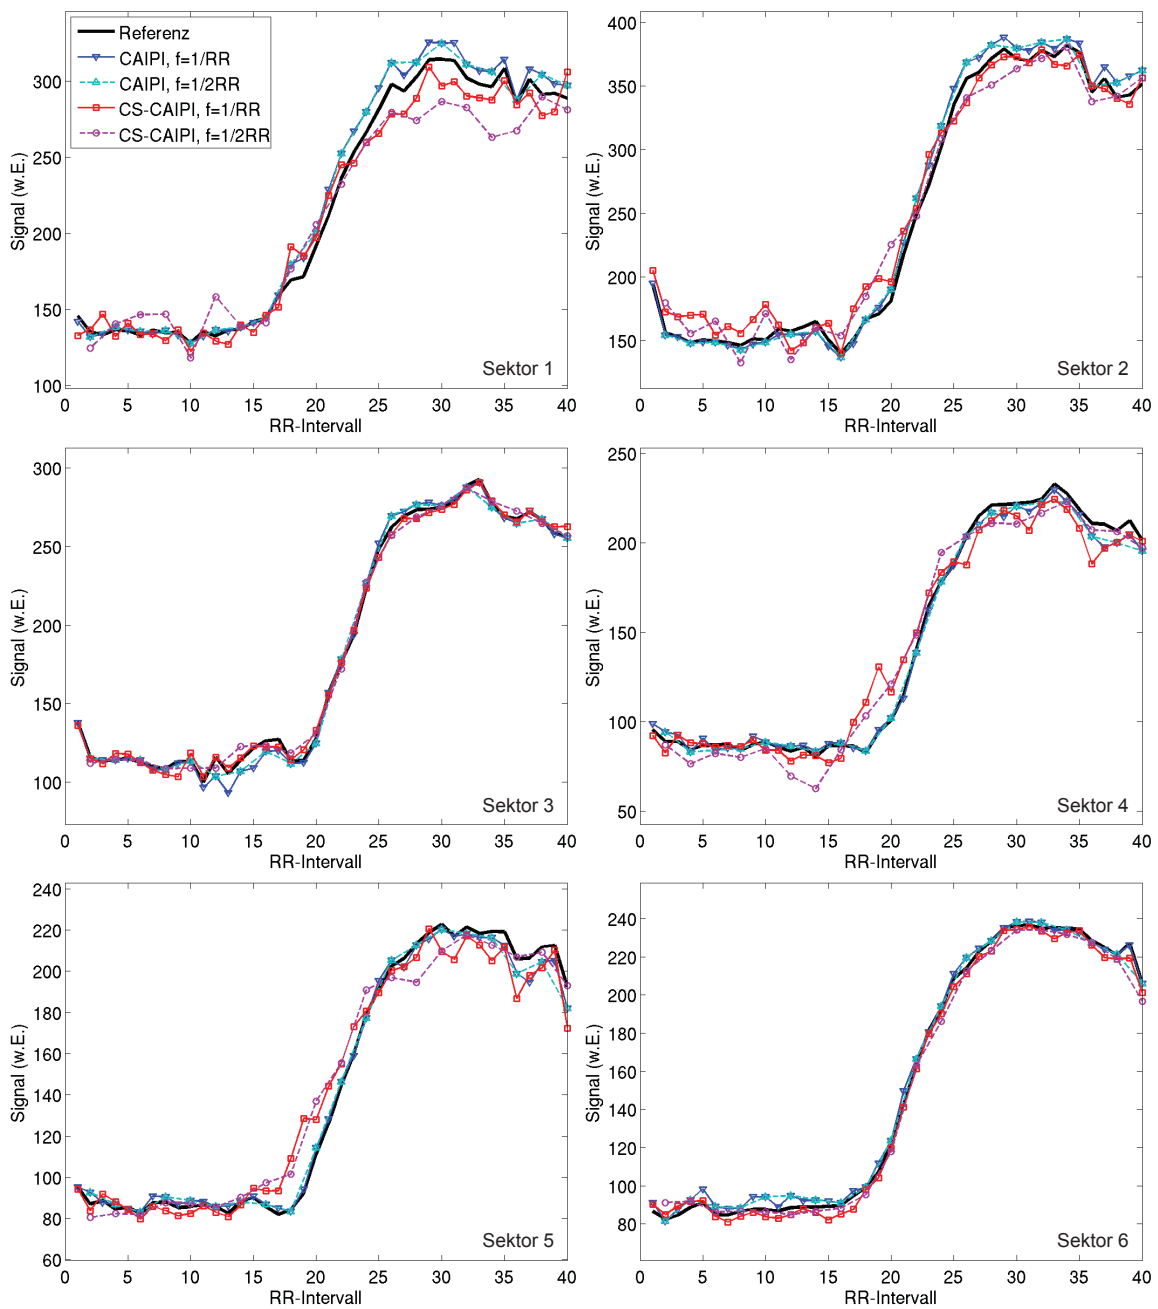 Referenz
CAIPI, f=1/RR
CAIPI, f=1/2RR
CS-CAIPI, f=1/RR
CS-CAIPI, f=1/2RR
Signal (w.E.)
300
250
200
150
100
0 5 10 15 20 25 30 35 40
RR-Intervall
Sektor 1
Signal (w.E.)
400
350
300
250
200
150
0 5 10 15 20 25 30 35 40
RR-Intervall
Sektor 2
Signal (w.E.)
300
250
200
150
100
0 5 10 15 20 25 30 35 40
RR-Intervall
Sektor 3
Signal (w.E.)
250
200
150
100
50
0 5 10 15 20 25 30 35 40
RR-Intervall
Sektor 4
Signal (w.E.)
240
220
200
180
160
140
120
100
80
60
0 5 10 15 20 25 30 35 40
RR-Intervall
Sektor 5
Signal (w.E.)
240
220
200
180
160
140
120
100
80
0 5 10 15 20 25 30 35 40
RR-Intervall
Sektor 6